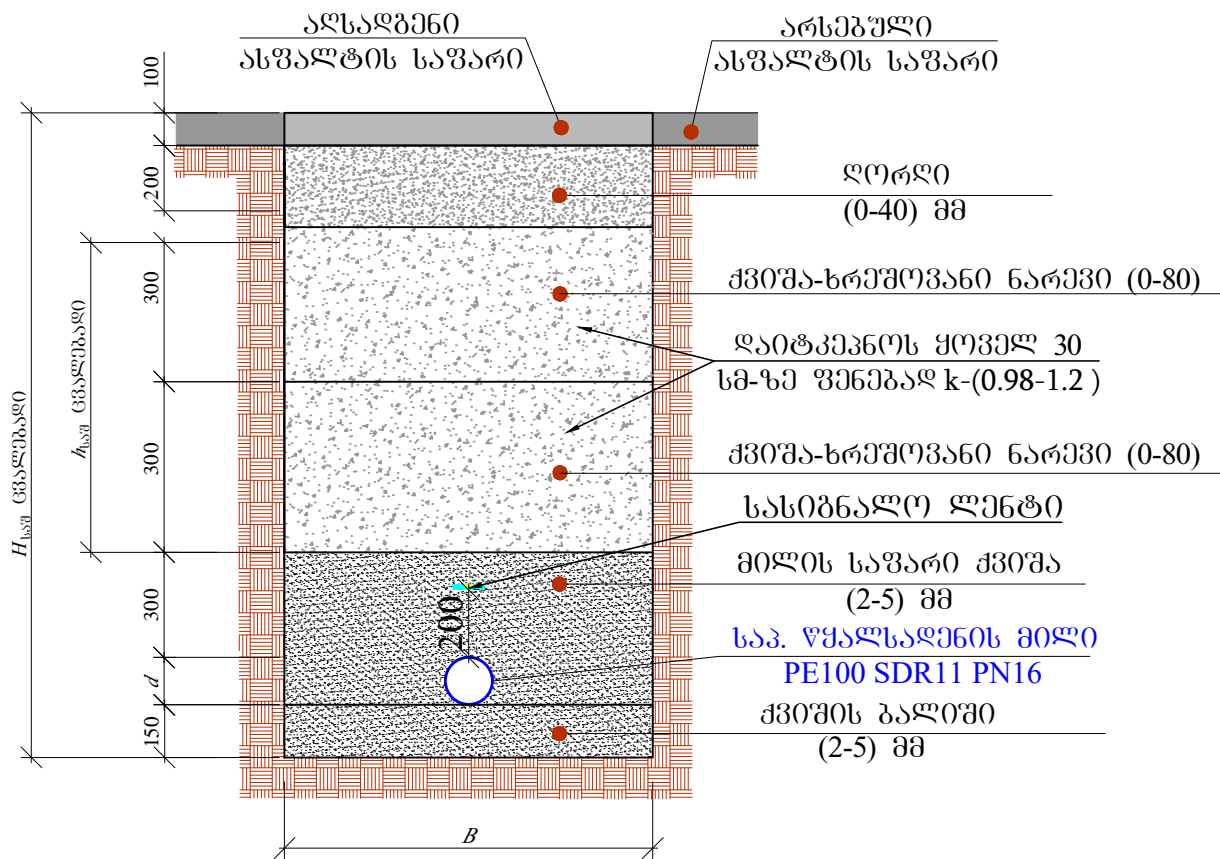 აღსადგენი
ასფალტის საფარი
არსებული
ასფალტის საფარი
100
200
300
300
300
d
150
hსაშ ცვალებადი
Hსაშ ცვალებადი
ღორღი
(0-40) მმ
ქვიშა-ხრეშოვანი ნარევი (0-80)
დაიტკეპნოს ყოველ 30
სმ-ზე ფენებად k-(0.98-1.2 )
ქვიშა-ხრეშოვანი ნარევი (0-80)
სასიგნალო ლენტი
მილის საფარი ქვიშა
(2-5) მმ
200
საპ. წყალსადენის მილი
PE100 SDR11 PN16
ქვიშის ბალიში
(2-5) მმ
B